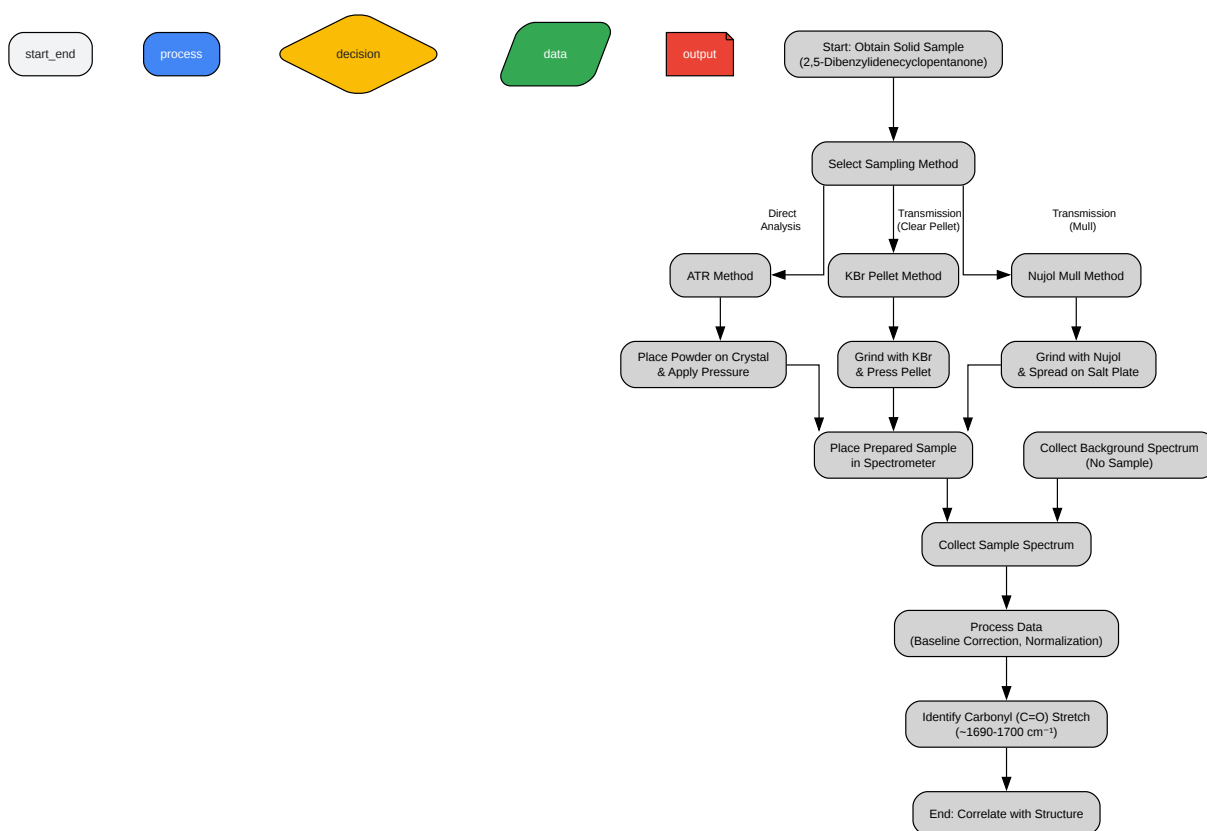 start_end
process
decision
data
output
Start: Obtain Solid Sample
(2,5-Dibenzylidenecyclopentanone)
Select Sampling Method
Direct
Analysis
Transmission
(Clear Pellet)
Transmission
(Mull)
ATR Method
KBr Pellet Method
Nujol Mull Method
Place Powder on Crystal
& Apply Pressure
Grind with KBr
& Press Pellet
Grind with Nujol
& Spread on Salt Plate
Place Prepared Sample
in Spectrometer
Collect Background Spectrum
(No Sample)
Collect Sample Spectrum
Process Data
(Baseline Correction, Normalization)
Identify Carbonyl (C=O) Stretch
(~1690-1700 cm⁻¹)
End: Correlate with Structure